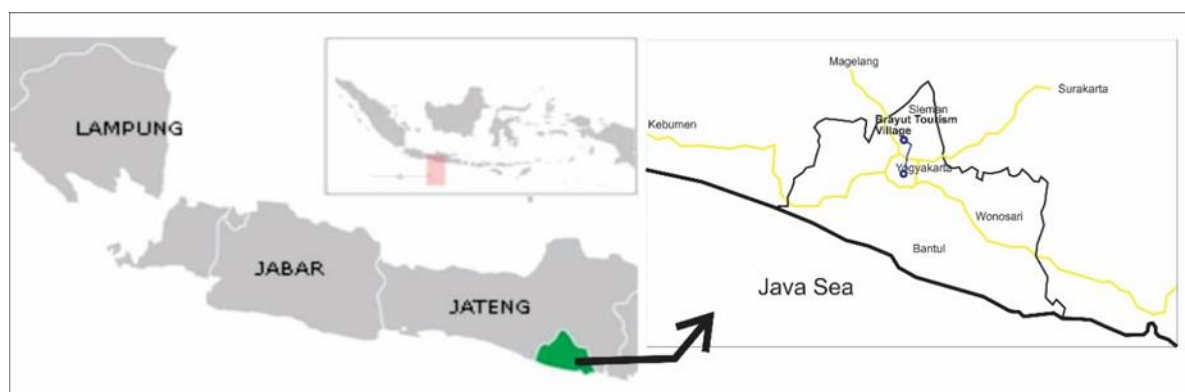 LAMPUNG
JABAR
JATENG
Magelang
Surakarta
Sleman
Brayut Tourism
Village
Kebumen
Yogyakarta
Wonosari
Bantul
Java Sea